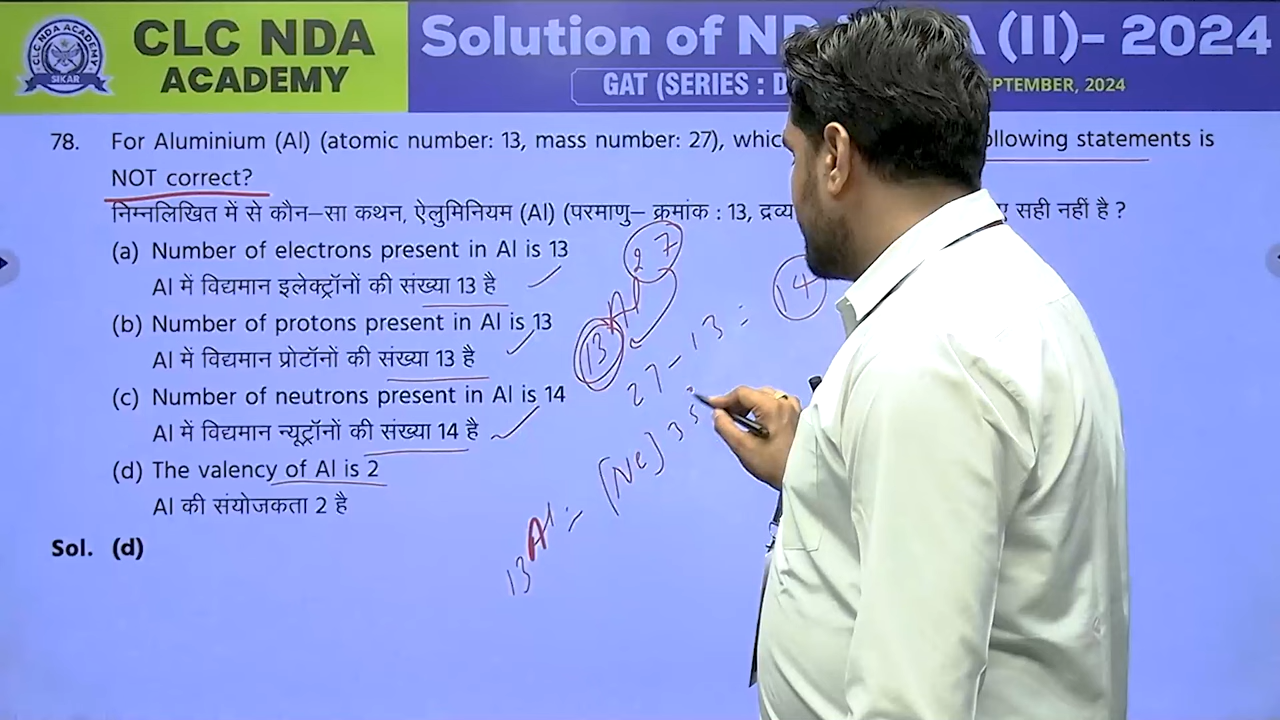 CLC NDA ACADEMY
SIKAR
CLC NDA
ACADEMY
Solution of ND A (II)- 2024
GAT (SERIES : D EPTEMBER, 2024
78. For Aluminium (Al) (atomic number: 13, mass number: 27), whic ollowing statements is
NOT correct?
निम्नलिखित में से कौन–सा कथन, ऐलुमिनियम (Al) (परमाणु– क्रमांक : 13, द्रव्य ए सही नहीं है ?
(a) Number of electrons present in Al is 13
Al में विद्यमान इलेक्ट्रॉनों की संख्या 13 है
(b) Number of protons present in Al is 13
Al में विद्यमान प्रोटॉनों की संख्या 13 है
(c) Number of neutrons present in Al is 14
Al में विद्यमान न्यूट्रॉनों की संख्या 14 है
(d) The valency of Al is 2
Al की संयोजकता 2 है
Sol. (d)
27
13 Al
27 - 13 = 14
13 Al = [Ne] 3s